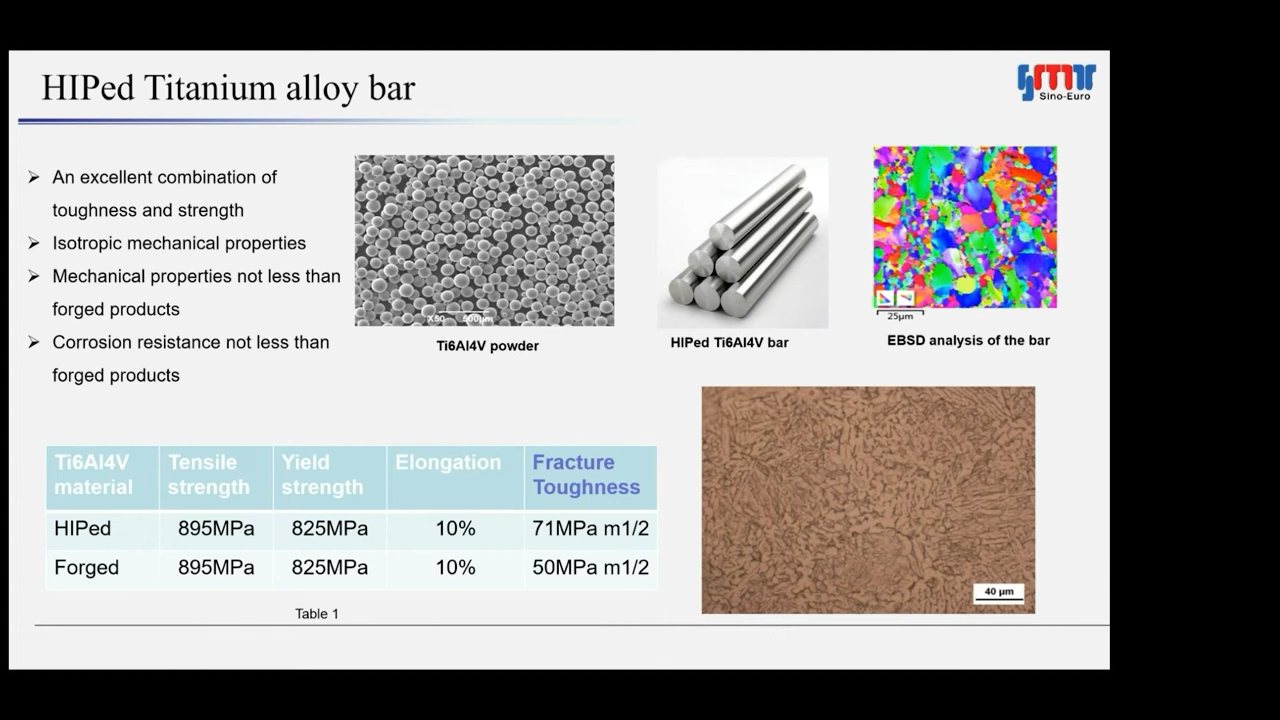 HIPed Titanium alloy bar
Sino-Euro
An excellent combination of
toughness and strength
Isotropic mechanical properties
Mechanical properties not less than
forged products
Corrosion resistance not less than
forged products
X50 500µm
Ti6Al4V powder
HIPed Ti6Al4V bar
25µm
EBSD analysis of the bar
Ti6Al4V material Tensile strength Yield strength Elongation Fracture Toughness
HIPed 895MPa 825MPa 10% 71MPa m1/2
Forged 895MPa 825MPa 10% 50MPa m1/2
Table 1
40 µm